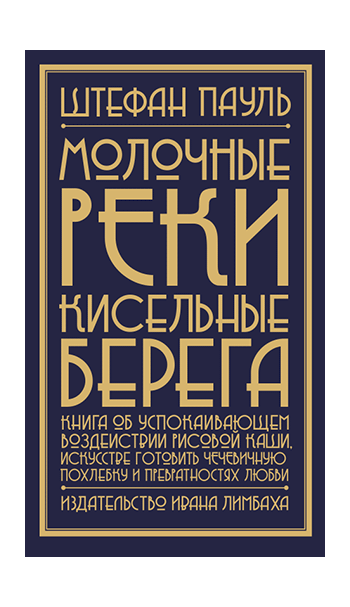 ШТЕФАН ПАУЛЬ
МОЛОЧНЫЕ
РЕКИ
КИСЕЛЬНЫЕ
БЕРЕГА
КНИГА ОБ УСПОКАИВАЮЩЕМ
ВОЗДЕЙСТВИИ РИСОВОЙ КАШИ,
ИСКУССТВЕ ГОТОВИТЬ ЧЕЧЕВИЧНУЮ
ПОХЛЕБКУ И ПРЕВРАТНОСТЯХ ЛЮБВИ
ИЗДАТЕЛЬСТВО ИВАНА ЛИМБАХА